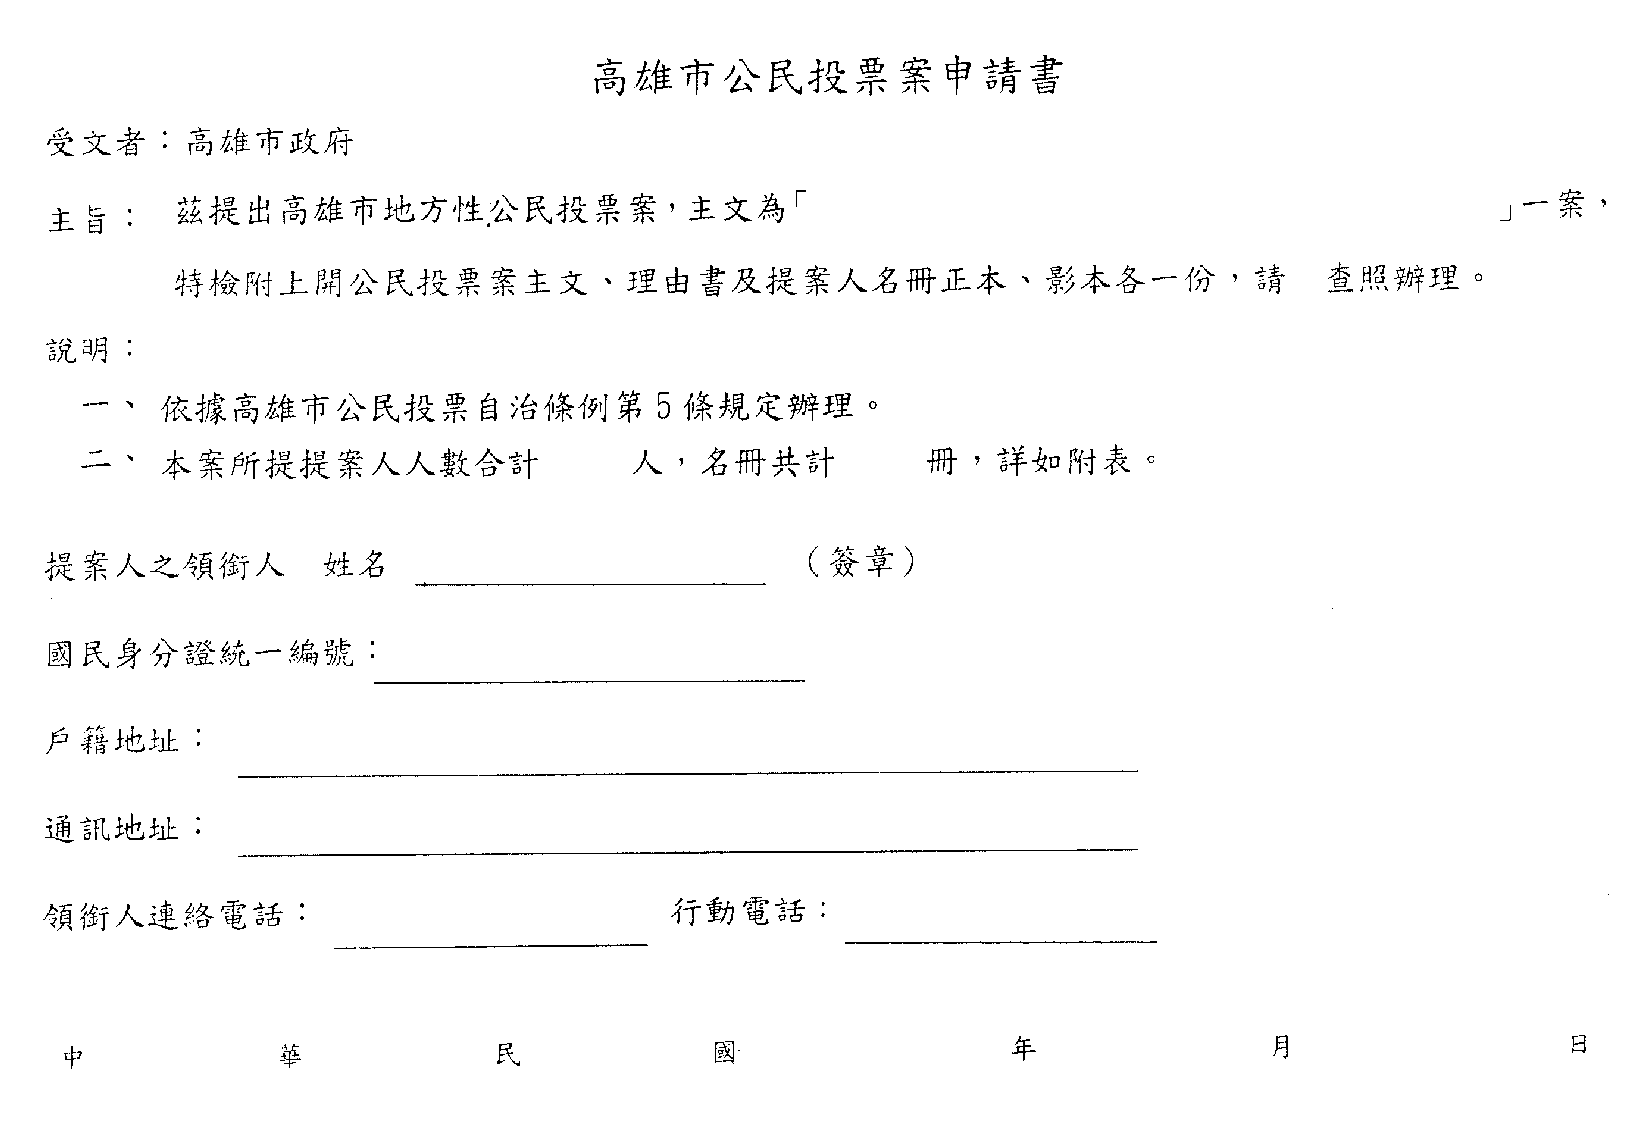 高雄市公民投票案申請書
受文者：高雄市政府
主旨：茲提出高雄市地方性公民投票案，主文為「　　　　」一案，
特檢附上開公民投票案主文、理由書及提案人名冊正本、影本各一份，請　查照辦理。
說明：
一、依據高雄市公民投票自治條例第5條規定辦理。
二、本案所提提案人人數合計　　人，名冊共計　　冊，詳如附表。
提案人之領銜人　姓名　　　　（簽章）
國民身分證統一編號：
戶籍地址：
通訊地址：
領銜人連絡電話：　　　　行動電話：
中　華　民　國　年　月　日